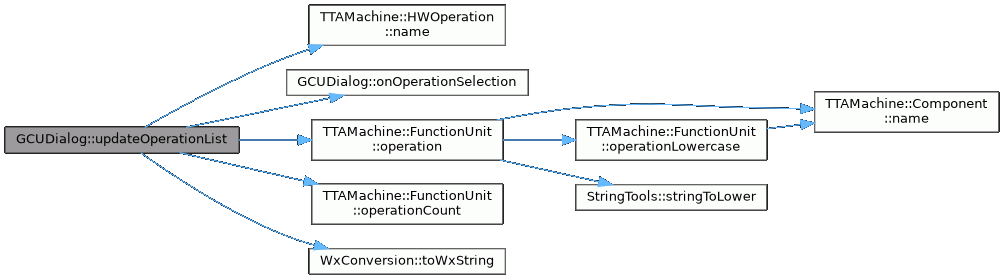 GCUDialog::updateOperationList
TTAMachine::HWOperation
::name
GCUDialog::onOperationSelection
TTAMachine::FunctionUnit
::operation
TTAMachine::FunctionUnit
::operationCount
WxConversion::toWxString
TTAMachine::FunctionUnit
::operationLowercase
StringTools::stringToLower
TTAMachine::Component
::name